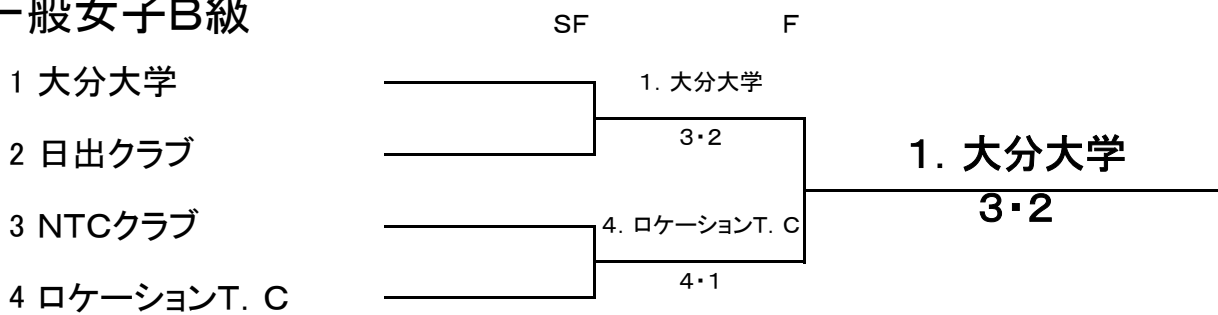 一般女子B級
SF F
1 大分大学
1．大分大学
3・2
2 日出クラブ
1．大分大学
3・2
3 NTCクラブ
4．ロケーションT．C
4・1
4 ロケーションT．C